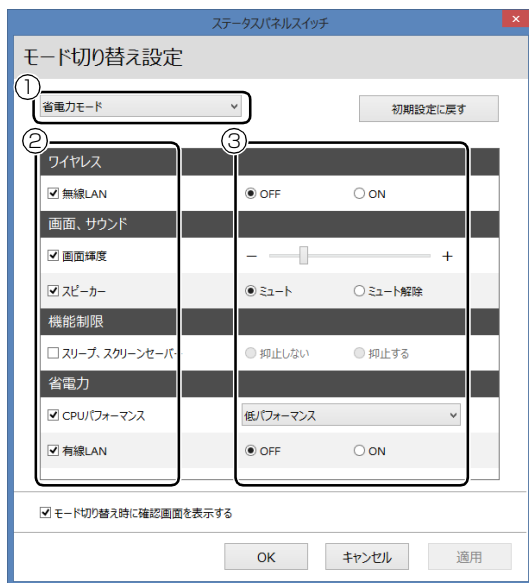 ステータスパネルスイッチ
モード切り替え設定
①
省電力モード
初期設定に戻す
② ③
ワイヤレス
無線LAN OFF ON
画面、サウンド
画面輝度 − +
スピーカー ミュート ミュート解除
機能制限
スリープ、スクリーンセーバー 抑止しない 抑止する
省電力
CPUパフォーマンス 低パフォーマンス
有線LAN OFF ON
モード切り替え時に確認画面を表示する
OK キャンセル 適用